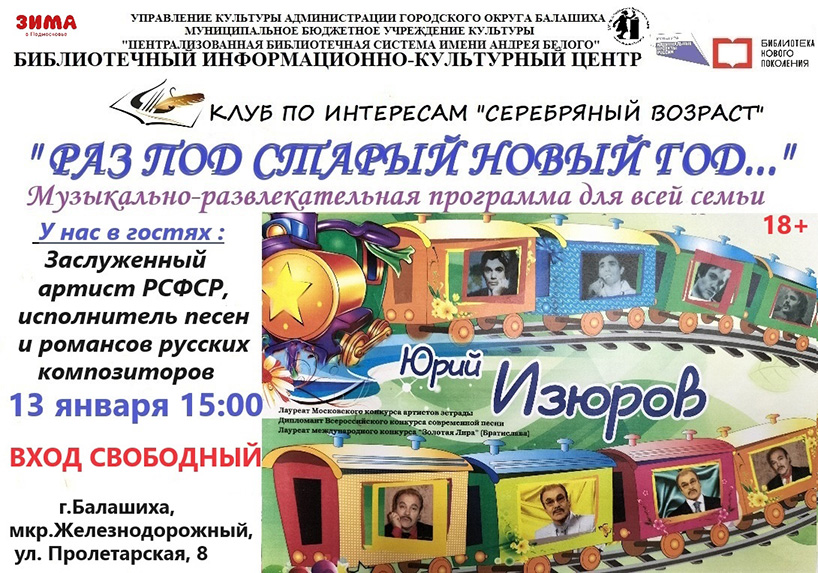 ЗИМА
в Подмосковье
УПРАВЛЕНИЕ КУЛЬТУРЫ АДМИНИСТРАЦИИ ГОРОДСКОГО ОКРУГА БАЛАШИХА
МУНИЦИПАЛЬНОЕ БЮДЖЕТНОЕ УЧРЕЖДЕНИЕ КУЛЬТУРЫ
"ЦЕНТРАЛИЗОВАННАЯ БИБЛИОТЕЧНАЯ СИСТЕМА ИМЕНИ АНДРЕЯ БЕЛОГО"
БИБЛИОТЕЧНЫЙ ИНФОРМАЦИОННО-КУЛЬТУРНЫЙ ЦЕНТР
БИБЛИОТЕКА
НОВОГО
ПОКОЛЕНИЯ
КЛУБ ПО ИНТЕРЕСАМ "СЕРЕБРЯНЫЙ ВОЗРАСТ"
"РАЗ ПОД СТАРЫЙ НОВЫЙ ГОД..."
Музыкально-развлекательная программа для всей семьи
18+
У нас в гостях :
Заслуженный
артист РСФСР,
исполнитель песен
и романсов русских
композиторов
13 января 15:00
ВХОД СВОБОДНЫЙ
г.Балашиха,
мкр.Железнодорожный,
ул. Пролетарская, 8
Юрий
Изюров
Лауреат Московского конкурса артистов эстрады
Дипломант Всероссийского конкурса современной песни
Лауреат международного конкурса "Золотая Лира" (Братислава)